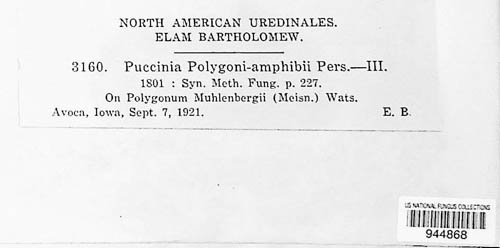 NORTH AMERICAN UREDINALES.
ELAM BARTHOLOMEW.
3160. Puccinia Polygoni-amphibii Pers.—III.
1801 : Syn. Meth. Fung. p. 227.
On Polygonum Muhlenbergii (Meisn.) Wats.
Avoca, Iowa, Sept. 7, 1921. E. B.
US NATIONAL FUNGUS COLLECTIONS
944868